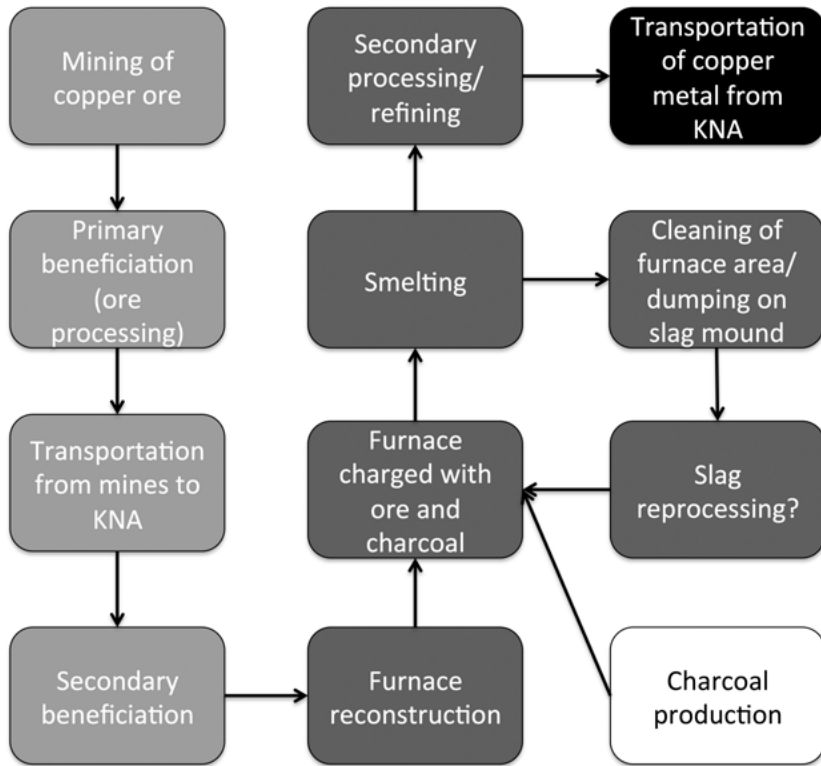 Mining of
copper ore
Primary
beneficiation
(ore
processing)
Transportation
from mines to
KNA
Secondary
beneficiation
Furnace
reconstruction
Furnace
charged with
ore and
charcoal
Smelting
Secondary
processing/
refining
Transportation
of copper
metal from
KNA
Cleaning of
furnace area/
dumping on
slag mound
Slag
reprocessing?
Charcoal
production